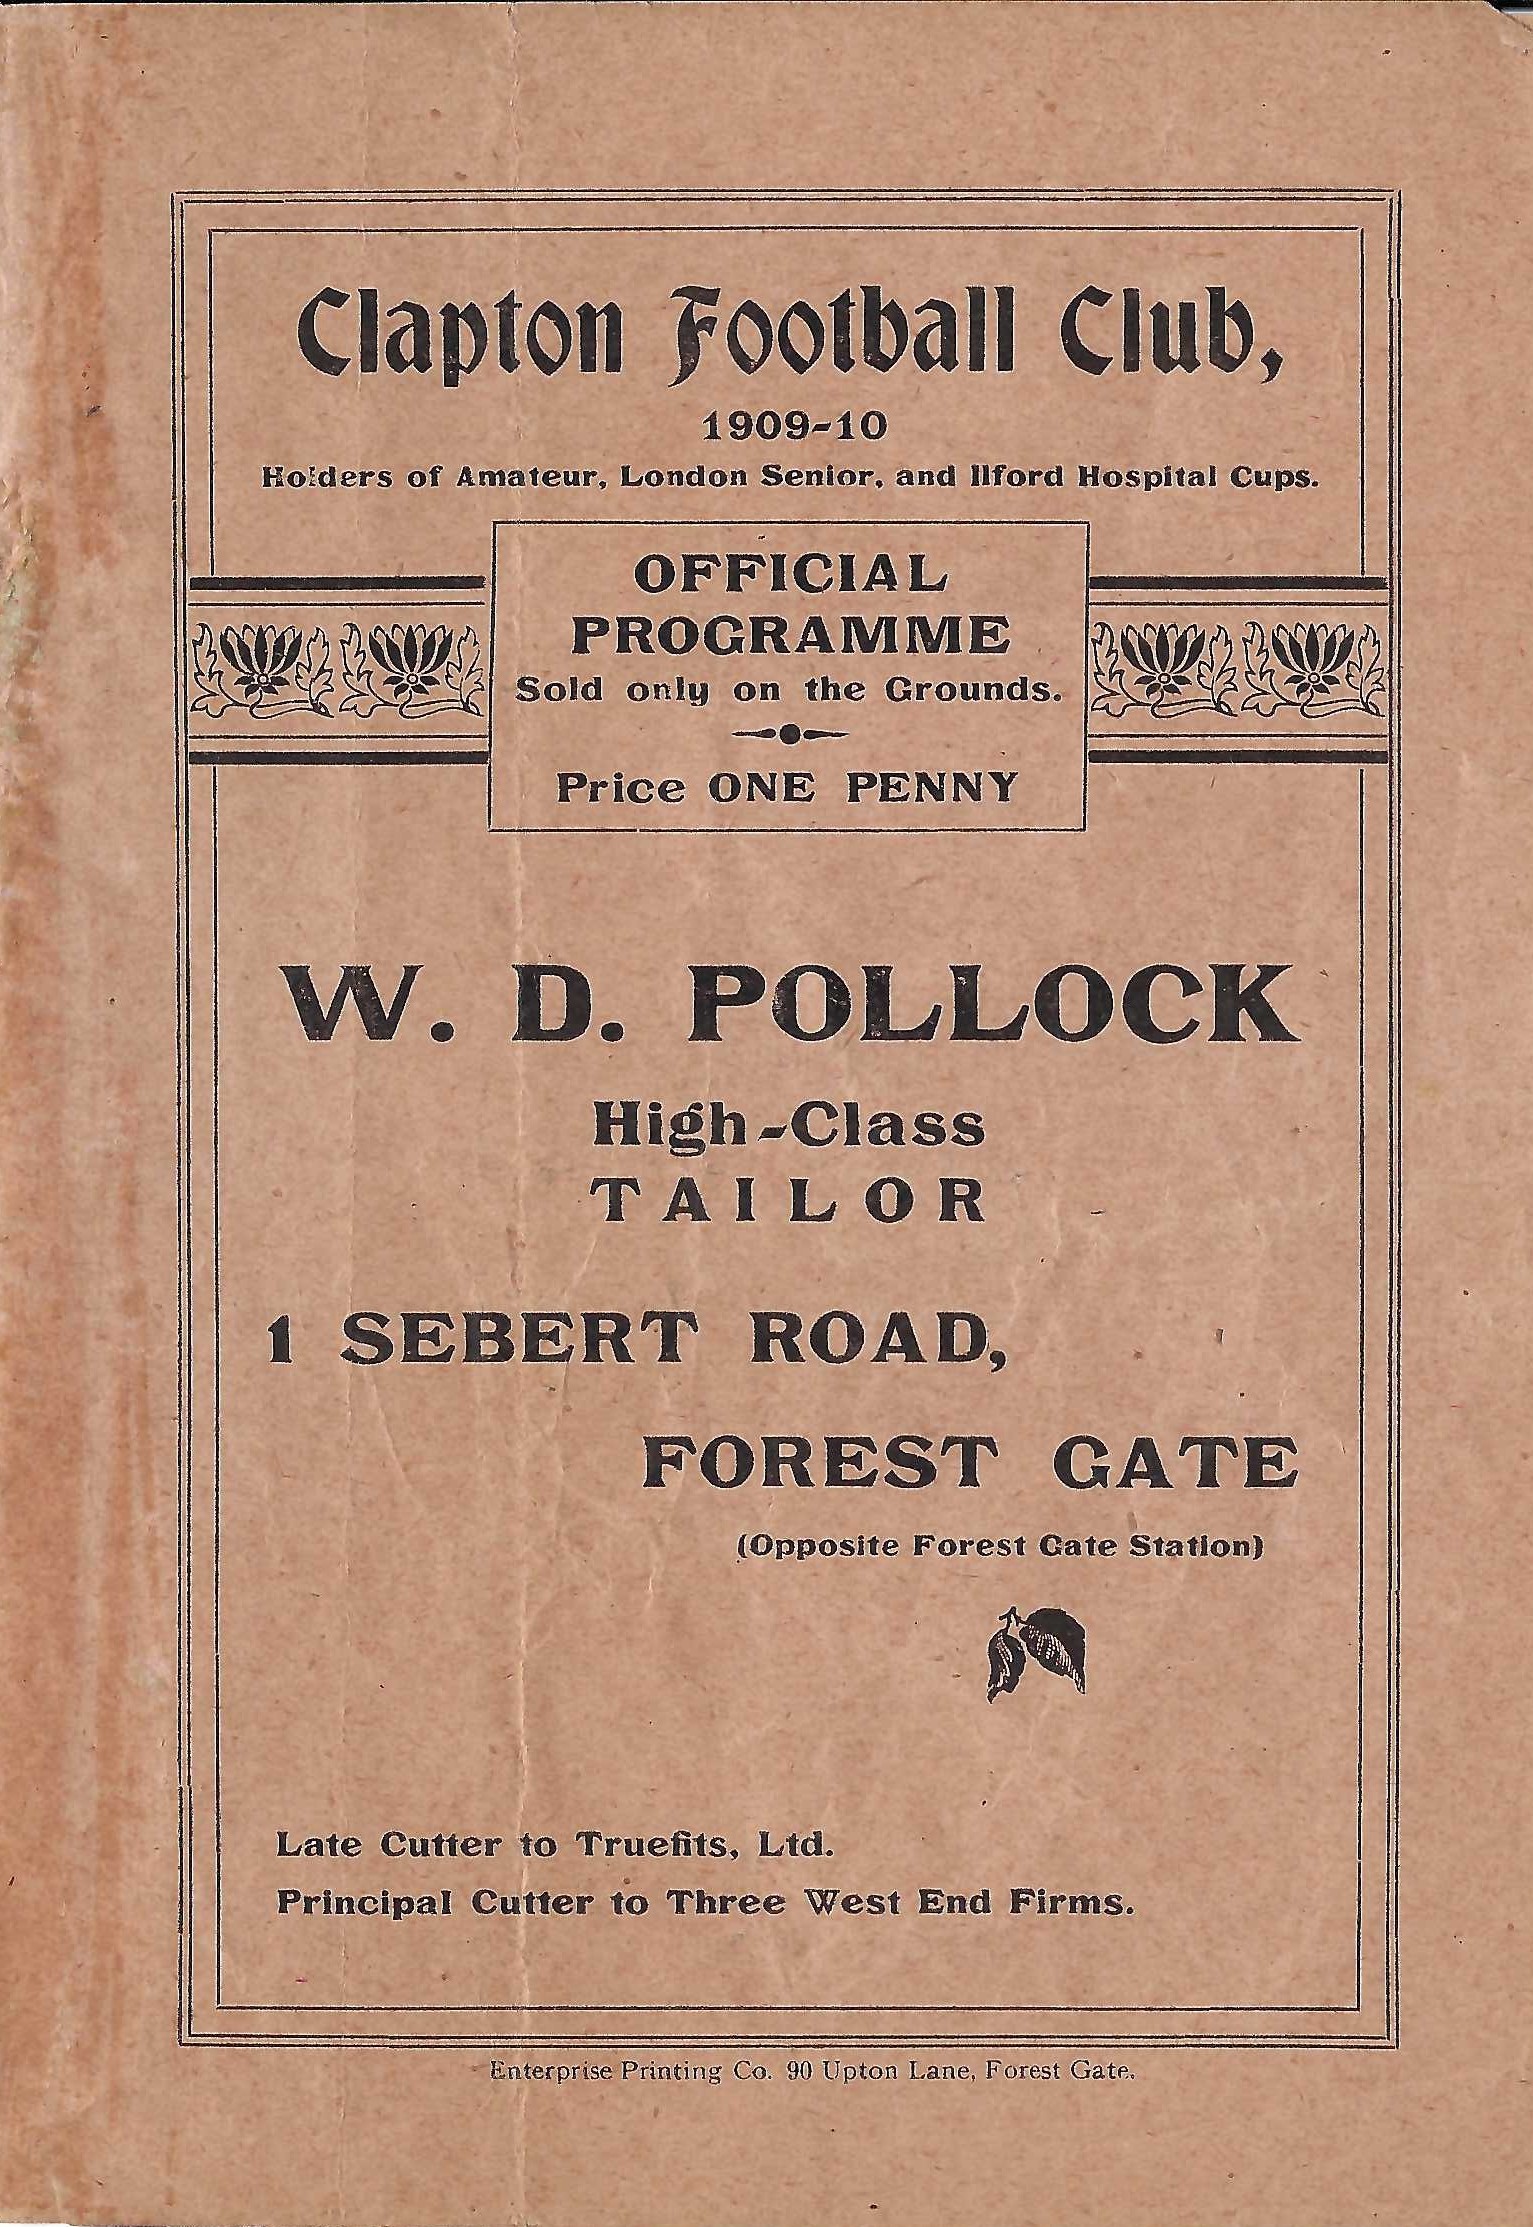 Clapton Football Club,
1909-10
Holders of Amateur, London Senior, and Ilford Hospital Cups.
OFFICIAL
PROGRAMME
Sold only on the Grounds.
Price ONE PENNY
W. D. POLLOCK
High-Class
TAILOR
1 SEBERT ROAD,
FOREST GATE
(Opposite Forest Gate Station)
Late Cutter to Truefits, Ltd.
Principal Cutter to Three West End Firms.
Enterprise Printing Co. 90 Upton Lane, Forest Gate.